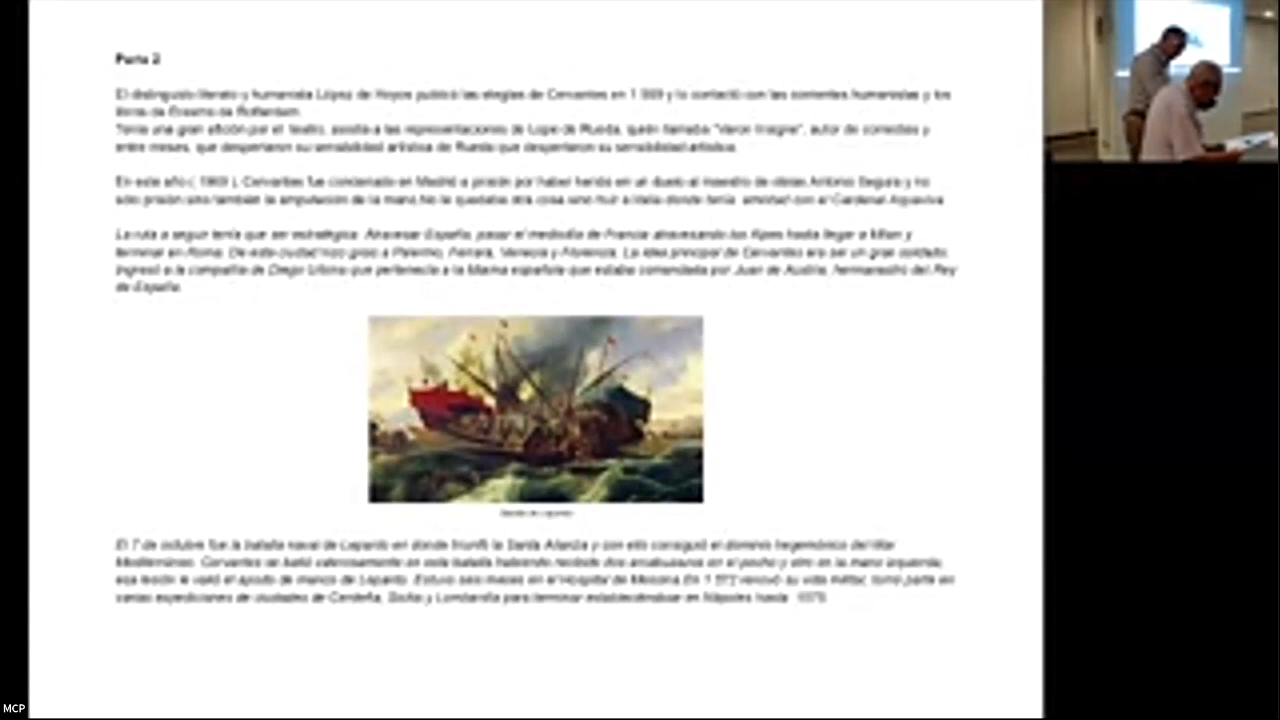 Parte 2
El distinguido literato y humanista López de Hoyos publicó las elegías de Cervantes en 1 569 y lo contactó con las corrientes humanistas y los
libros de Erasmo de Rotterdam.
Tenía una gran afición por el teatro, asistía a las representaciones de Lope de Rueda, quien llamaba "Varon Insigne", autor de comedias y
entre meses, que despertaron su sensibilidad artística de Rueda que despertaron su sensibilidad artística.
En este año ( 1569 ), Cervantes fue condenado en Madrid a prisión por haber herido en un duelo al maestro de obras Antonio Segura y no
sólo prisión sino también la amputación de la mano.No le quedaba otra cosa sino huir a Italia donde tenía amistad con el Cardenal Aquaviva
La ruta a seguir tenía que ser estratégica: Atravesar España, pasar el mediodía de Francia atravesando los Alpes hasta llegar a Milan y
terminar en Roma. De esta ciudad hizo giras a Palermo, Ferrara, Venecia y Florencia. La idea principal de Cervantes era ser un gran soldado.
Ingresó a la compañía de Diego Urbina que pertenecía a la Marina española que estaba comandada por Juan de Austria, hermanastro del Rey
de España.
Batalla de Lepanto
El 7 de octubre fue la batalla naval de Lepanto en donde triunfó la Santa Alianza y con ello consiguió el dominio hegemónico del Mar
Mediterráneo. Cervantes se batió valerosamente en esta batalla habiendo recibido dos arcabuzazos en el pecho y otro en la mano izquierda,
esa lesión le valió el apodo de manco de Lepanto. Estuvo seis meses en el Hospital de Messina.En 1 572 renovó su vida militar, tomó parte en
varias expediciones de ciudades de Cerdeña, Sicilia y Lombardía para terminar estableciéndose en Nápoles hasta 1575
MCP